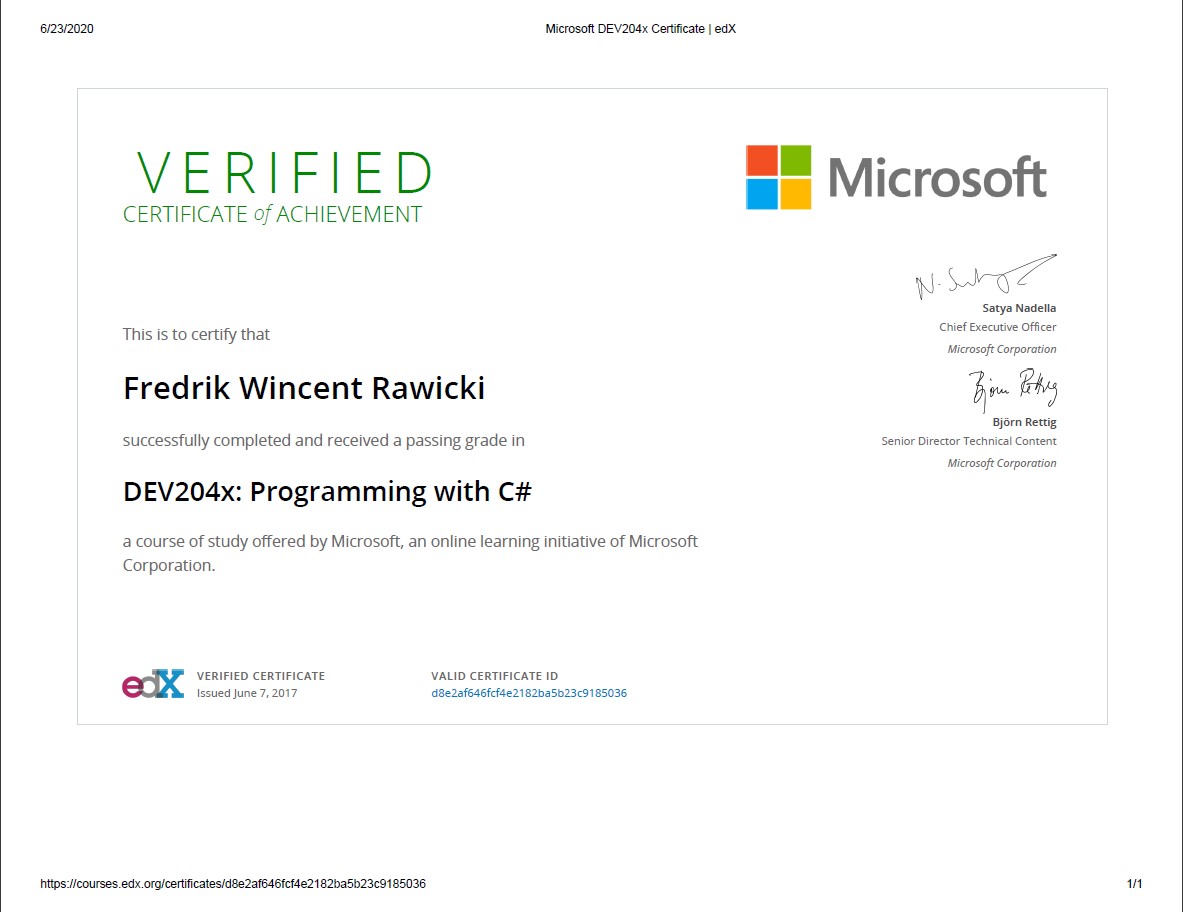 6/23/2020
Microsoft DEV204x Certificate | edX
VERIFIED
CERTIFICATE of ACHIEVEMENT
Microsoft
This is to certify that
Fredrik Wincent Rawicki
successfully completed and received a passing grade in
DEV204x: Programming with C#
a course of study offered by Microsoft, an online learning initiative of Microsoft
Corporation.
Satya Nadella
Chief Executive Officer
Microsoft Corporation
Björn Rettig
Björn Rettig
Senior Director Technical Content
Microsoft Corporation
edX
VERIFIED CERTIFICATE
Issued June 7, 2017
VALID CERTIFICATE ID
d8e2af646fcf4e2182ba5b23c9185036
https://courses.edx.org/certificates/d8e2af646fcf4e2182ba5b23c9185036
1/1